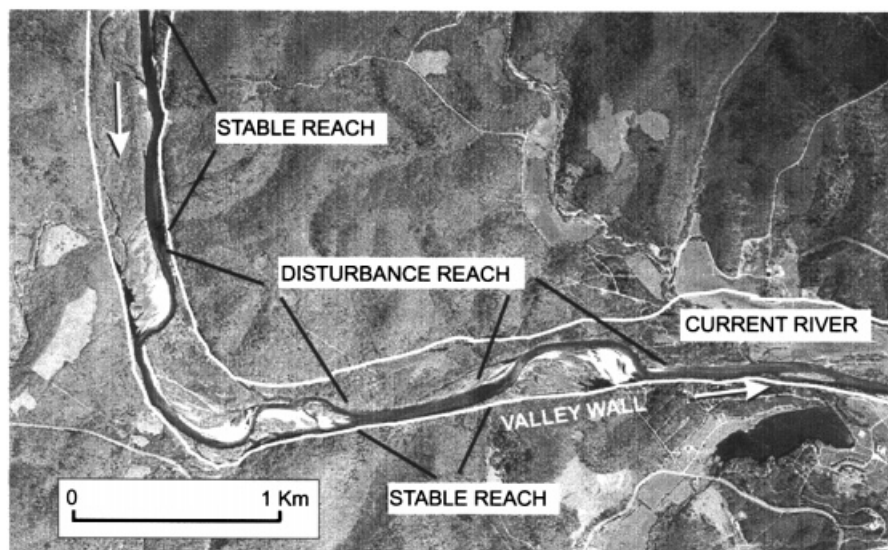 STABLE REACH
DISTURBANCE REACH
CURRENT RIVER
VALLEY WALL
STABLE REACH
0 1 Km